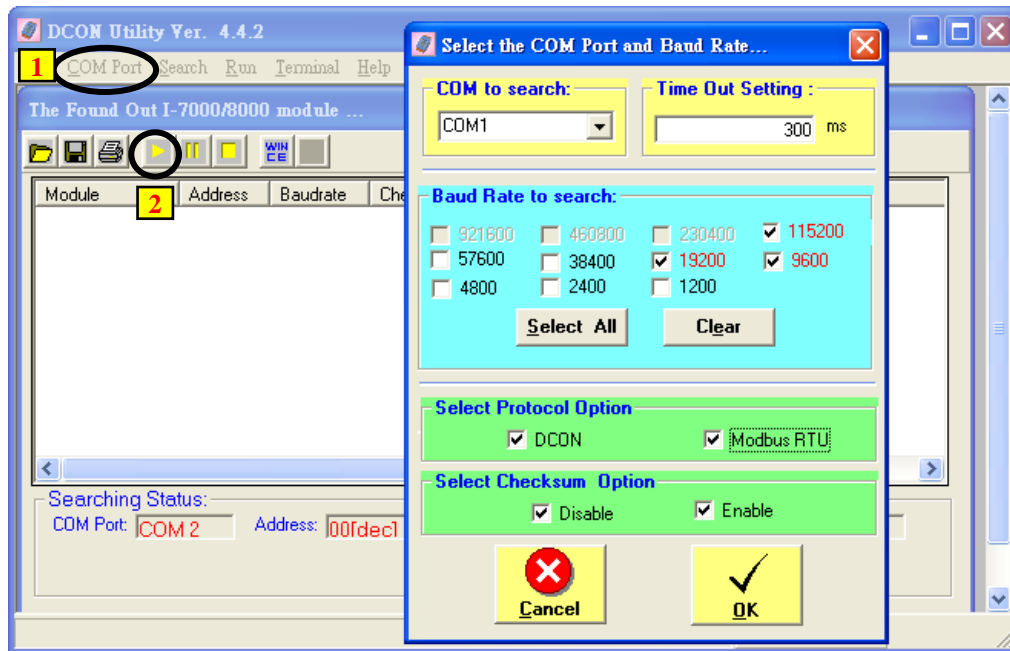 DCON Utility Ver. 4.4.2
1
COM Port Search Run Terminal Help
The Found Out I-7000/8000 module ...
WIN CE
2
Module Address Baudrate Che
Searching Status:
COM Port: COM 2 Address: 00[dec]
Select the COM Port and Baud Rate...
COM to search:
COM1
Time Out Setting :
300 ms
Baud Rate to search:
921600 460800 230400 115200
57600 38400 19200 9600
4800 2400 1200
Select All Clear
Select Protocol Option
DCON Modbus RTU
Select Checksum Option
Disable Enable
Cancel OK